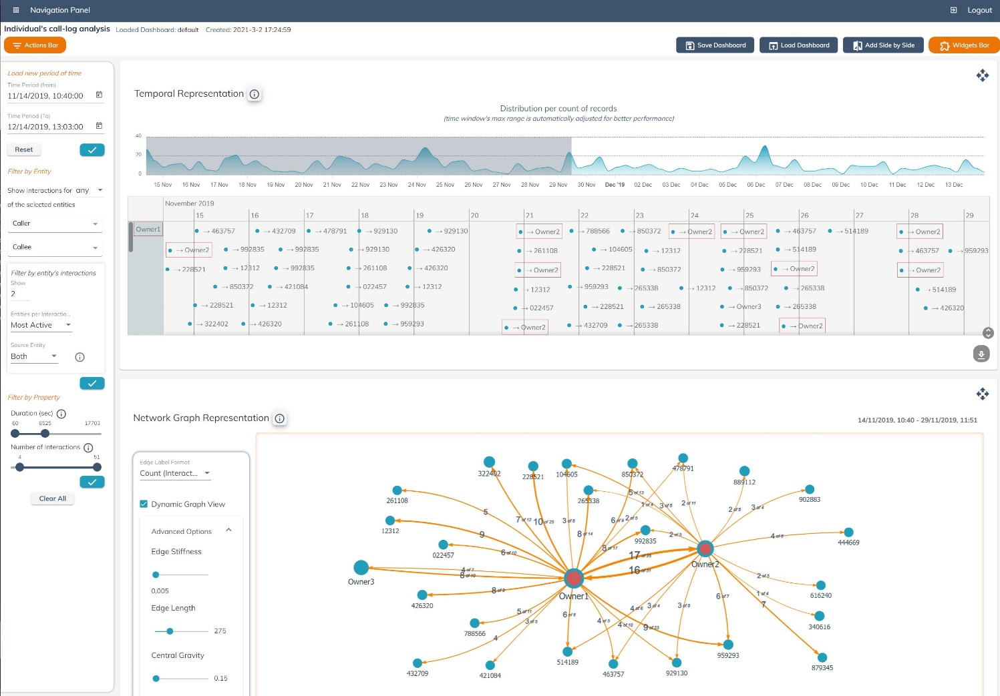 Navigation Panel
Logout
Individual's call-log analysis Loaded Dashboard: default Created: 2021-3-2 17:24:59
Actions Bar
Save Dashboard
Load Dashboard
Add Side by Side
Widgets Bar
Load new period of time
Time Period (from)
11/14/2019, 10:40:00
Time Period (To)
12/14/2019, 13:03:00
Reset
Filter by Entity
Show interactions for any
of the selected entities
Caller
Callee
Filter by entity's interactions
Show
2
Entities per Interactio...
Most Active
Source Entity
Both
Filter by Property
Duration (sec)
60 6525 17703
Number of Interactions
4 51
Clear All
Temporal Representation
Distribution per count of records
(time window's max range is automatically adjusted for better performance)
40
20
0
15 Nov 16 Nov 17 Nov 18 Nov 19 Nov 20 Nov 21 Nov 22 Nov 23 Nov 24 Nov 25 Nov 26 Nov 27 Nov 28 Nov 29 Nov 30 Nov Dec '19 02 Dec 03 Dec 04 Dec 05 Dec 06 Dec 07 Dec 08 Dec 09 Dec 10 Dec 11 Dec 12 Dec 13 Dec
November 2019
15 16 17 18 19 20 21 22 23 24 25 26 27 28 29
Owner1 → 463757 → 432709 → 478791 → 929130 → 929130 → Owner2 → 788566 → 850372 → Owner2 → Owner2 → 463757 → 514189 → Owner2
→ Owner2 → 992835 → 992835 → 929130 → 426320 → 261108 → 104605 → 12312 → 228521 → 514189 → 463757 → 959293
→ 228521 → 12312 → 992835 → 261108 → 426320 → Owner2 → 228521 → 850372 → 959293 → Owner2 → Owner2
→ 850372 → 421084 → 022457 → 12312 → 12312 → 959293 → 265338 → 12312 → 850372 → 265338 → 514189
→ 228521 → 12312 → 104605 → 992835 → 022457 → 228521 → 265338 → Owner3 → 265338 → 426320
→ 322402 → 426320 → 261108 → 959293 → Owner2 → 432709 → 265338 → 228521 → Owner2
Network Graph Representation
14/11/2019, 10:40 - 29/11/2019, 11:51
Edge Label Format
Count (Interact...
Dynamic Graph View
Advanced Options
Edge Stiffness
0.005
Edge Length
275
Central Gravity
0.15
322402
228521
104605
850372
478791
889112
902883
261108
265338
12312
992835
444669
022457
Owner2
Owner3
Owner1
616240
426320
340616
788566
959293
514189
879345
432709
421084
463757
929130
5
9
6 of 10
7 of 12
10 of 25
3 of 5
8 of 14
6 of 9
2 of 5
5 of 13
1 of 4
3 of 5
2 of 11
2 of 5
3 of 4
8 of 17
2 of 5
17 of 25
16 of 31
4 of 6
4 of 7
8 of 10
8 of 9
5 of 11
3 of 5
4
6 of 8
4 of 5
4 of 10
9 of 23
4 of 6
3 of 4
3 of 5
6 of 7
2 of 5
1 of 4
7